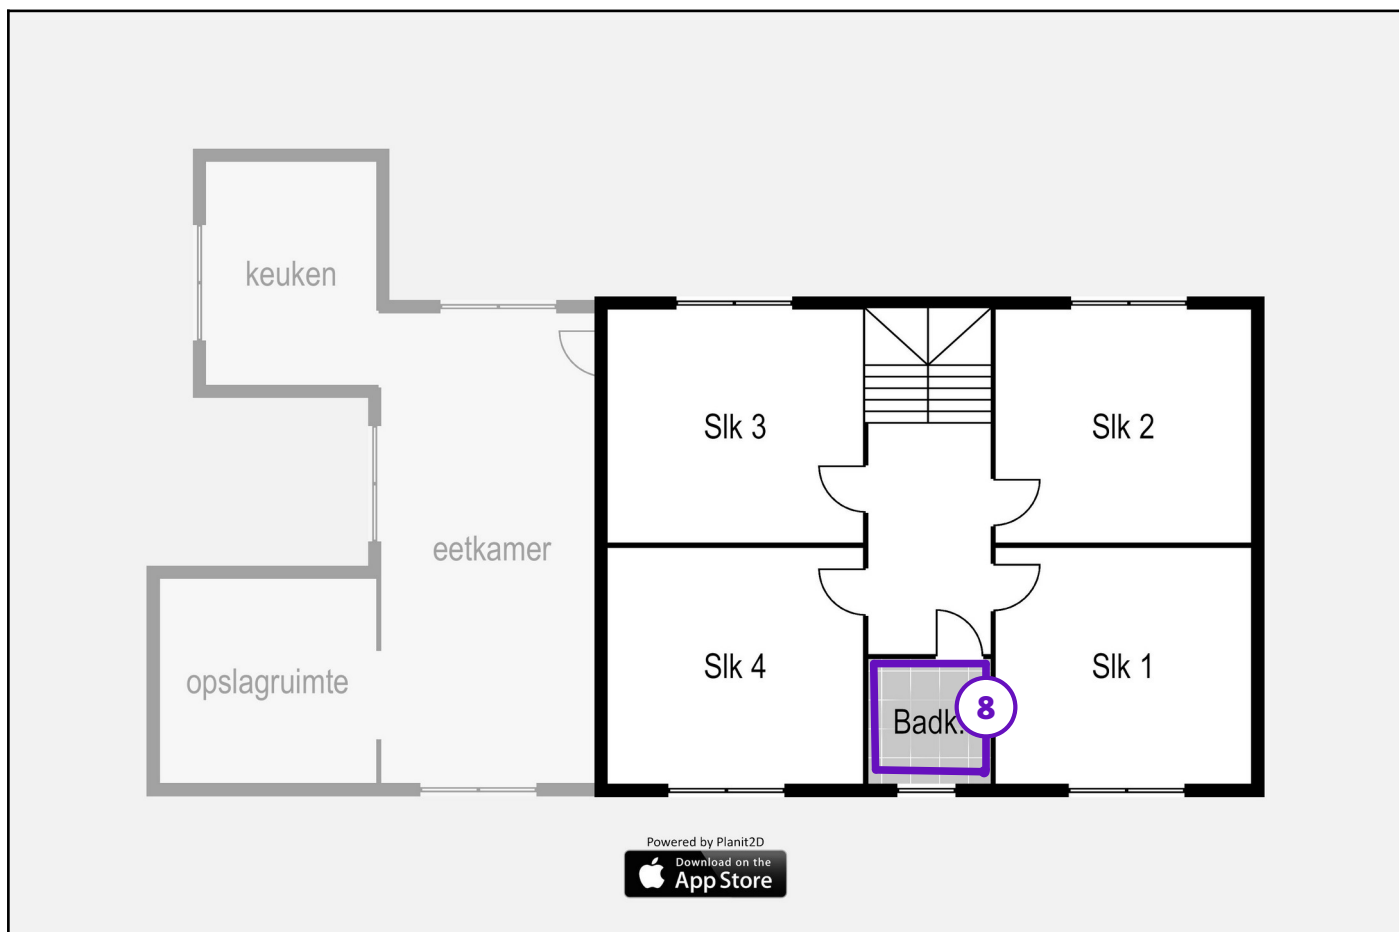 keuken
Slk 3
Slk 2
eetkamer
opslagruimte
Slk 4
Slk 1
Badk.
8
Powered by Planit2D
Download on the
App Store